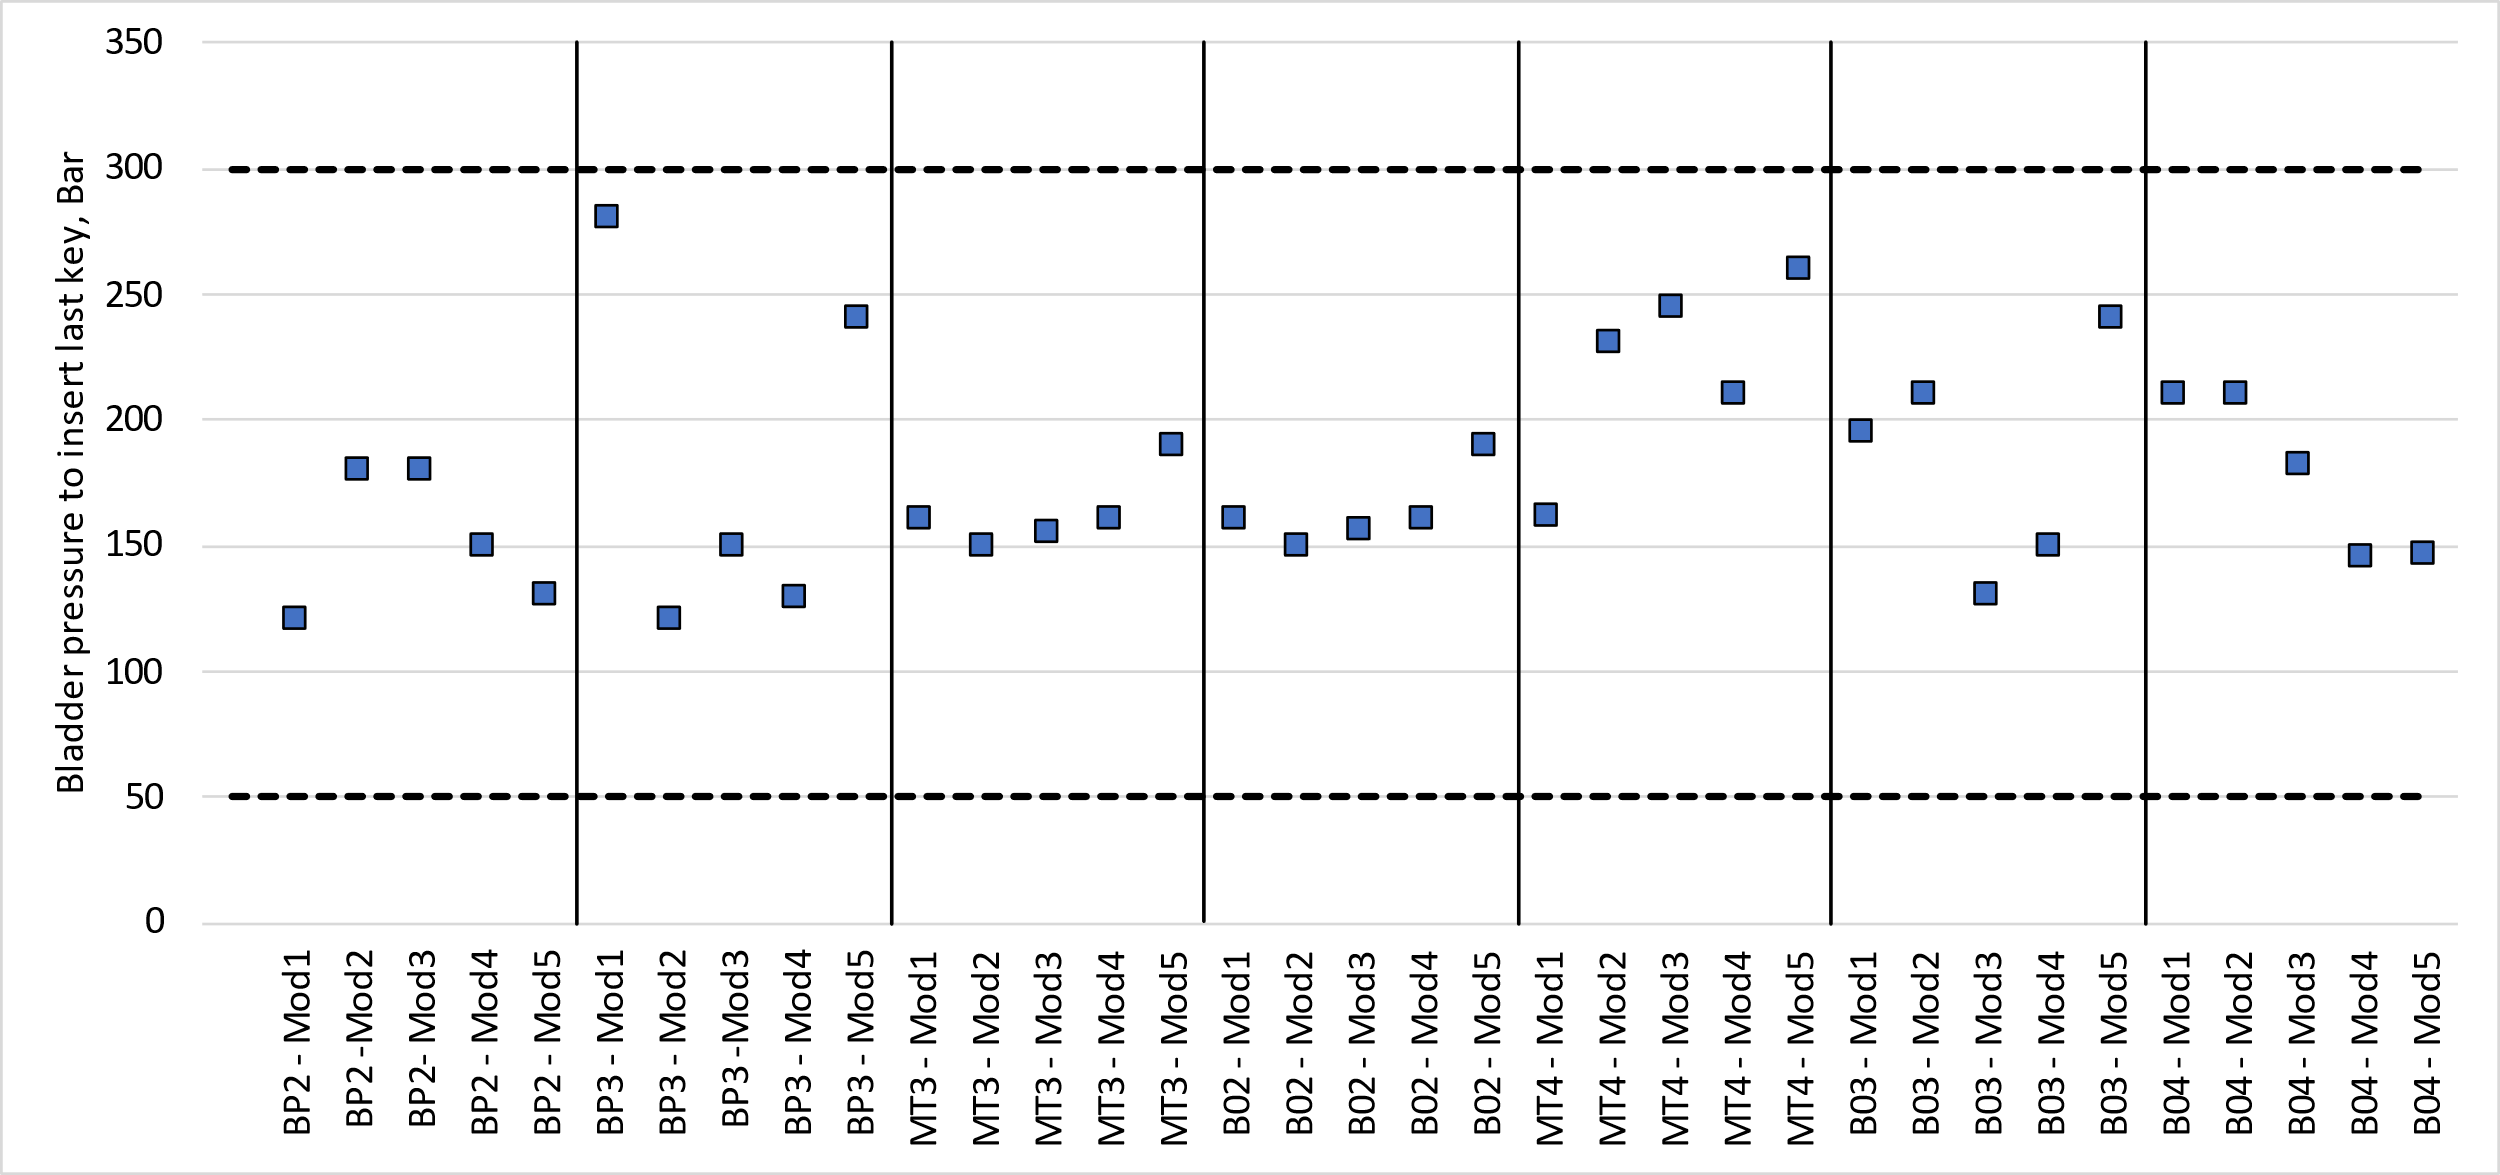 350
300
250
200
150
100
50
0
Bladder pressure to insert last key, Bar
BP2 - Mod1
BP2 - Mod2
BP2 - Mod3
BP2 - Mod4
BP2 - Mod5
BP3 - Mod1
BP3 - Mod2
BP3 - Mod3
BP3 - Mod4
BP3 - Mod5
MT3 - Mod1
MT3 - Mod2
MT3 - Mod3
MT3 - Mod4
MT3 - Mod5
B02 - Mod1
B02 - Mod2
B02 - Mod3
B02 - Mod4
B02 - Mod5
MT4 - Mod1
MT4 - Mod2
MT4 - Mod3
MT4 - Mod4
MT4 - Mod5
B03 - Mod1
B03 - Mod2
B03 - Mod3
B03 - Mod4
B03 - Mod5
B04 - Mod1
B04 - Mod2
B04 - Mod3
B04 - Mod4
B04 - Mod5